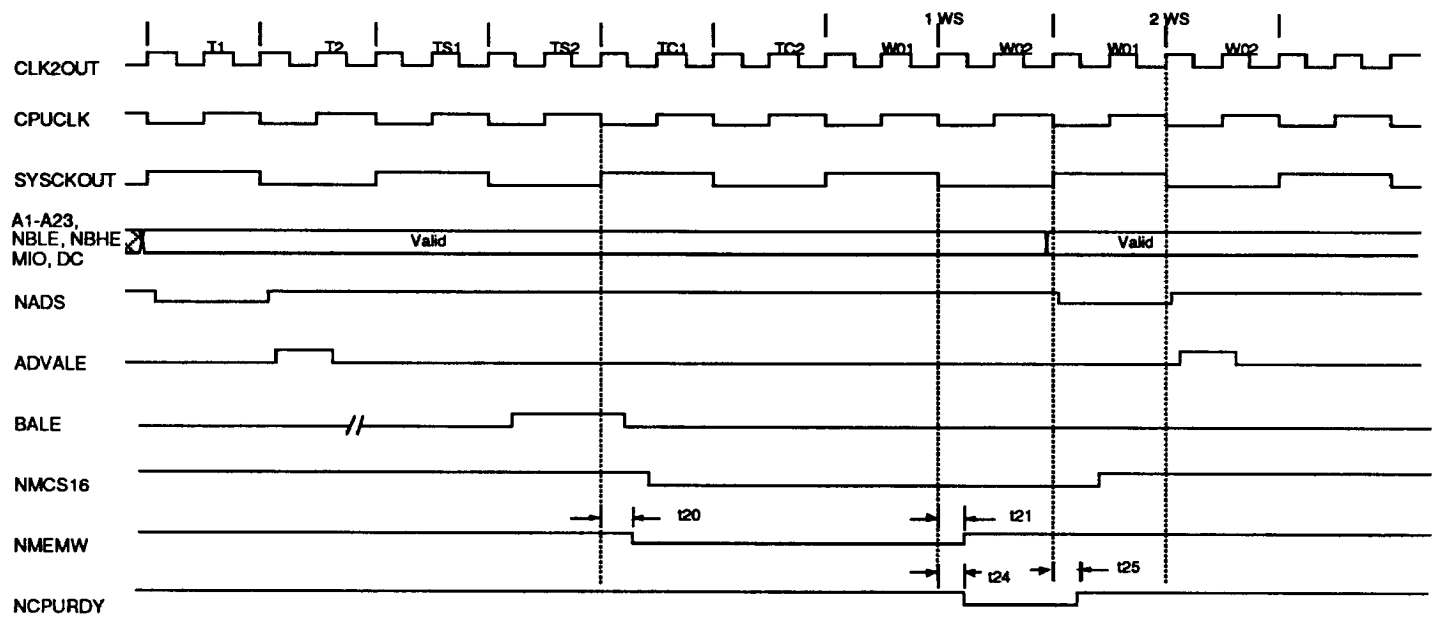 1 WS 2 WS
T1 T2 TS1 TS2 TC1 TC2 W01 W02 W01 W02
CLK2OUT
CPUCLK
SYSCKOUT
A1-A23,
NBLE, NBHE
MIO, DC
Valid Valid
NADS
ADVALE
BALE
NMCS16
t20 t21
NMEMW
t24 t25
NCPURDY